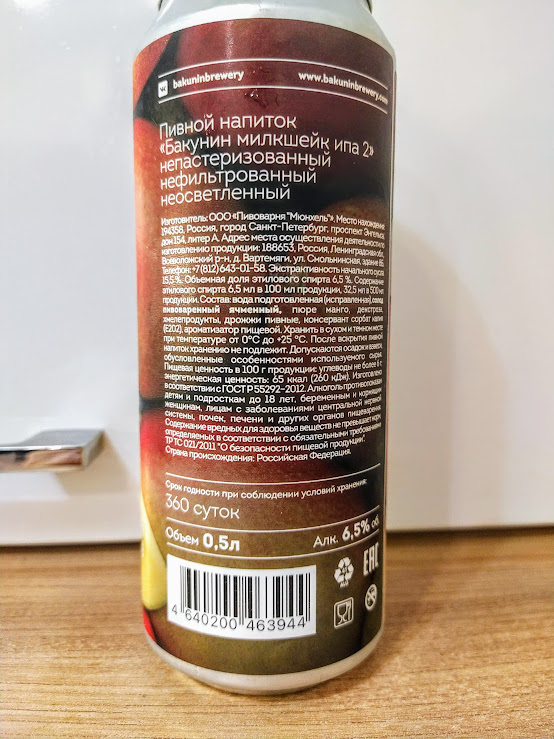 bakuninbrewery www.bakuninbrewery.com
Пивной напиток
«Бакунин милкшейк ипа 2»
непастеризованный
нефильтрованный
неосветленный
Изготовитель: ООО «Пивоварня "Мюнхель"». Место нахождения:
194358, Россия, город Санкт-Петербург, проспект Энгельса,
дом 154, литер А. Адрес места осуществления деятельности по
изготовлению продукции: 188653, Россия, Ленинградская обл.,
Всеволожский р-н, д. Вартемяги, ул. Смольнинская, здание 8Б.
Телефон: +7 (812) 643-01-58. Экстрактивность начального сусла
15,5 %. Объемная доля этилового спирта 6,5 %. Содержание
этилового спирта 6,5 мл в 100 мл продукции, 32,5 мл в 500 мл
продукции. Состав: вода подготовленная (исправленная), солод
пивоваренный ячменный, пюре манго, декстроза,
хмелепродукты, дрожжи пивные, консервант сорбат калия
(Е202), ароматизатор пищевой. Хранить в сухом и темном месте
при температуре от 0°С до +25 °С. После вскрытия пивной
напиток хранению не подлежит. Допускаются осадок и взвеси,
обусловленные особенностями используемого сырья.
Пищевая ценность в 100 г продукции: углеводы не более
энергетическая ценность: 65 ккал (260 кДж). Изготовлено
в соответствии с ГОСТ Р 55292-2012. Алкоголь противопоказан
детям и подросткам до 18 лет, беременным и кормящим
женщинам, лицам с заболеваниями центральной нервной
системы, почек, печени и других органов пищеварения.
Содержание вредных для здоровья веществ не превышает норм,
определяемых в соответствии с обязательными требованиями
ТР ТС 021/2011 "О безопасности пищевой продукции".
Страна происхождения: Российская Федерация.
Срок годности при соблюдении условий хранения:
360 суток
Объем 0,5л Алк. 6,5% об.
EAC
4 640200 463944